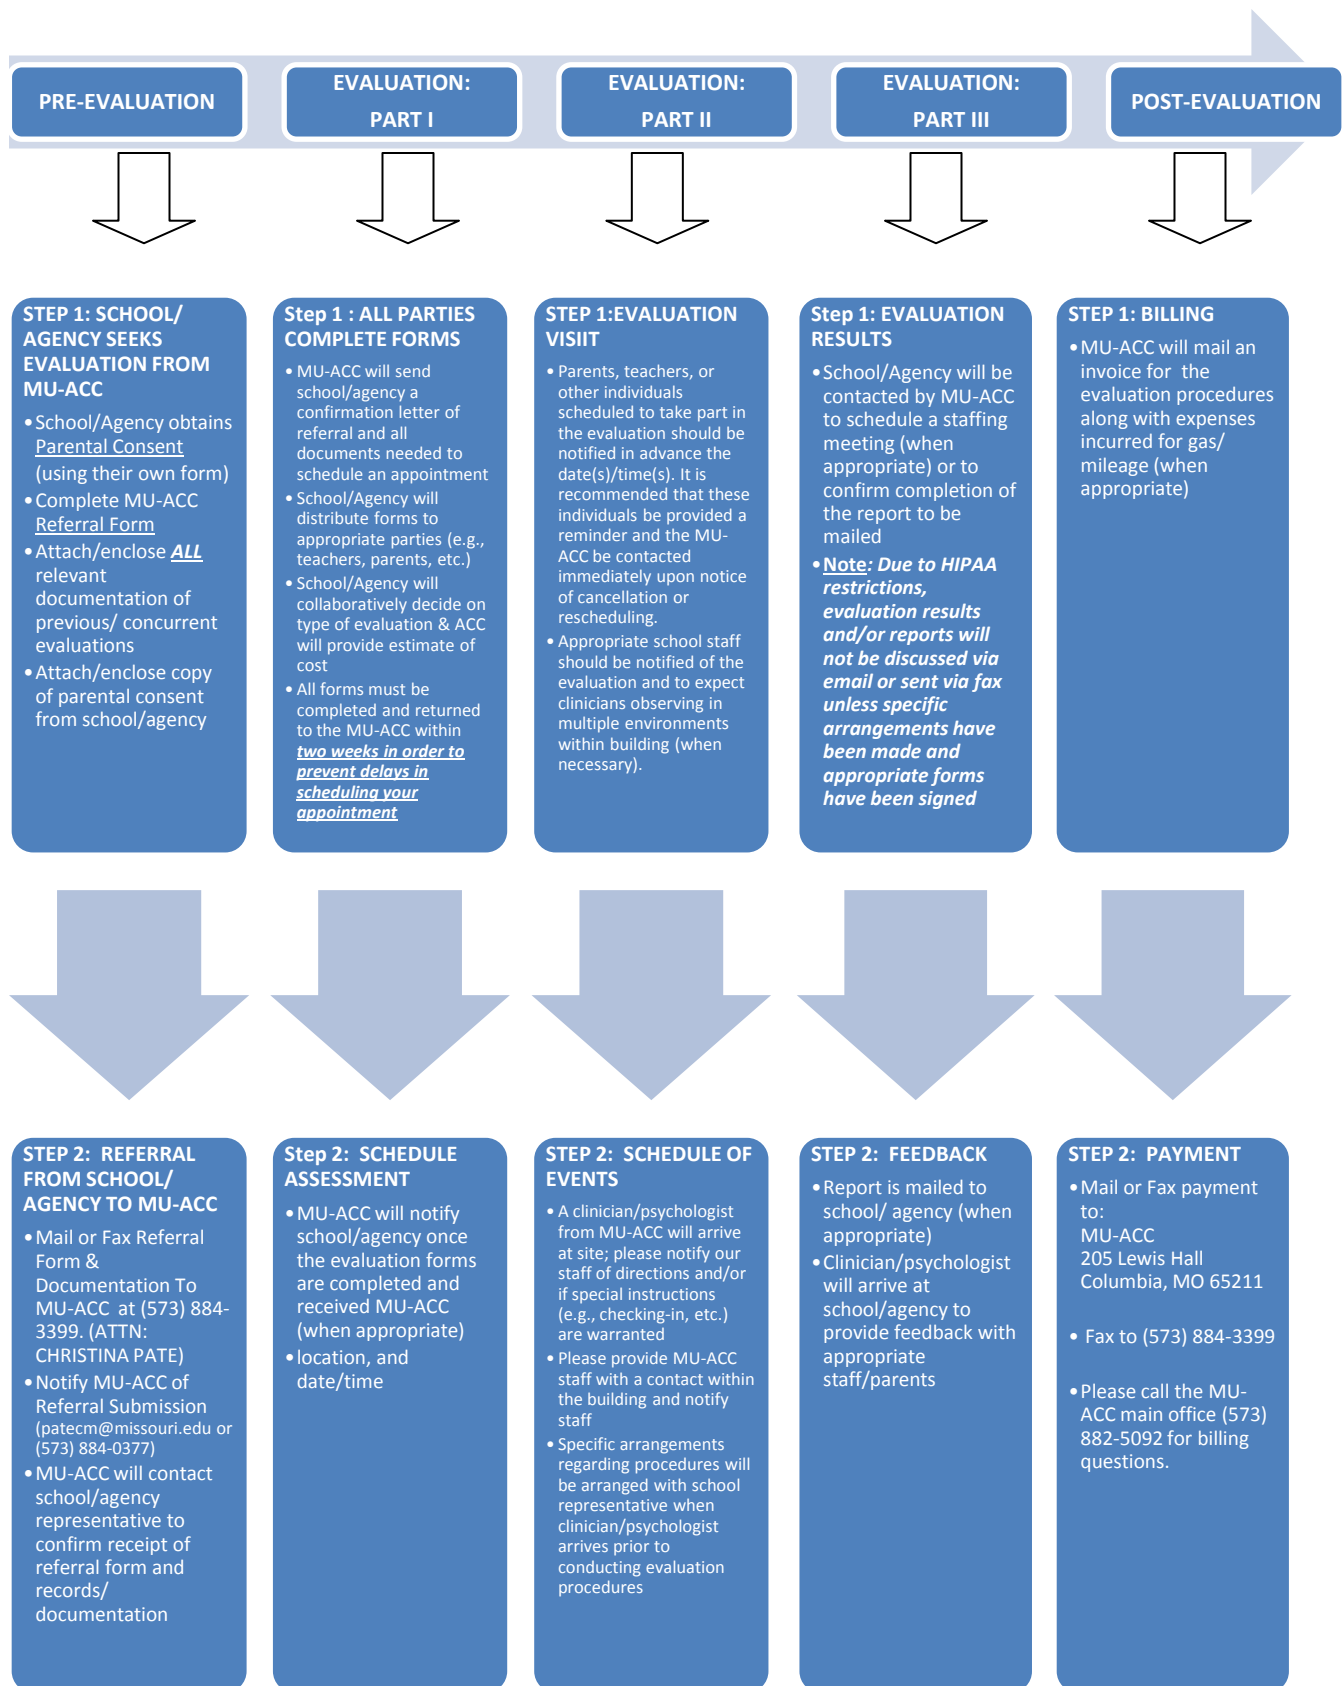 PRE-EVALUATION
EVALUATION:
PART I
EVALUATION:
PART II
EVALUATION:
PART III
POST-EVALUATION
STEP 1: SCHOOL/
AGENCY SEEKS
EVALUATION FROM
MU-ACC
•School/Agency obtains
Parental Consent
(using their own form)
•Complete MU-ACC
Referral Form
•Attach/enclose ALL
relevant
documentation of
previous/ concurrent
evaluations
•Attach/enclose copy
of parental consent
from school/agency
Step 1 : ALL PARTIES
COMPLETE FORMS
• MU-ACC will send
school/agency a
confirmation letter of
referral and all
documents needed to
schedule an appointment
• School/Agency will
distribute forms to
appropriate parties (e.g.,
teachers, parents, etc.)
• School/Agency will
collaboratively decide on
type of evaluation & ACC
will provide estimate of
cost
• All forms must be
completed and returned
to the MU-ACC within
two weeks in order to
prevent delays in
scheduling your
appointment
STEP 1:EVALUATION
VISIIT
• Parents, teachers, or
other individuals
scheduled to take part in
the evaluation should be
notified in advance the
date(s)/time(s). It is
recommended that these
individuals be provided a
reminder and the MU-
ACC be contacted
immediately upon notice
of cancellation or
rescheduling.
• Appropriate school staff
should be notified of the
evaluation and to expect
clinicians observing in
multiple environments
within building (when
necessary).
Step 1: EVALUATION
RESULTS
•School/Agency will be
contacted by MU-ACC
to schedule a staffing
meeting (when
appropriate) or to
confirm completion of
the report to be
mailed
•Note: Due to HIPAA
restrictions,
evaluation results
and/or reports will
not be discussed via
email or sent via fax
unless specific
arrangements have
been made and
appropriate forms
have been signed
STEP 1: BILLING
•MU-ACC will mail an
invoice for the
evaluation procedures
along with expenses
incurred for gas/
mileage (when
appropriate)
STEP 2: REFERRAL
FROM SCHOOL/
AGENCY TO MU-ACC
•Mail or Fax Referral
Form &
Documentation To
MU-ACC at (573) 884-
3399. (ATTN:
CHRISTINA PATE)
•Notify MU-ACC of
Referral Submission
(patecm@missouri.edu or
(573) 884-0377)
•MU-ACC will contact
school/agency
representative to
confirm receipt of
referral form and
records/
documentation
Step 2: SCHEDULE
ASSESSMENT
•MU-ACC will notify
school/agency once
the evaluation forms
are completed and
received MU-ACC
(when appropriate)
•location, and
date/time
STEP 2: SCHEDULE OF
EVENTS
• A clinician/psychologist
from MU-ACC will arrive
at site; please notify our
staff of directions and/or
if special instructions
(e.g., checking-in, etc.)
are warranted
• Please provide MU-ACC
staff with a contact within
the building and notify
staff
• Specific arrangements
regarding procedures will
be arranged with school
representative when
clinician/psychologist
arrives prior to
conducting evaluation
procedures
STEP 2: FEEDBACK
•Report is mailed to
school/ agency (when
appropriate)
•Clinician/psychologist
will arrive at
school/agency to
provide feedback with
appropriate
staff/parents
STEP 2: PAYMENT
•Mail or Fax payment
to:
MU-ACC
205 Lewis Hall
Columbia, MO 65211
• Fax to (573) 884-3399
•Please call the MU-
ACC main office (573)
882-5092 for billing
questions.